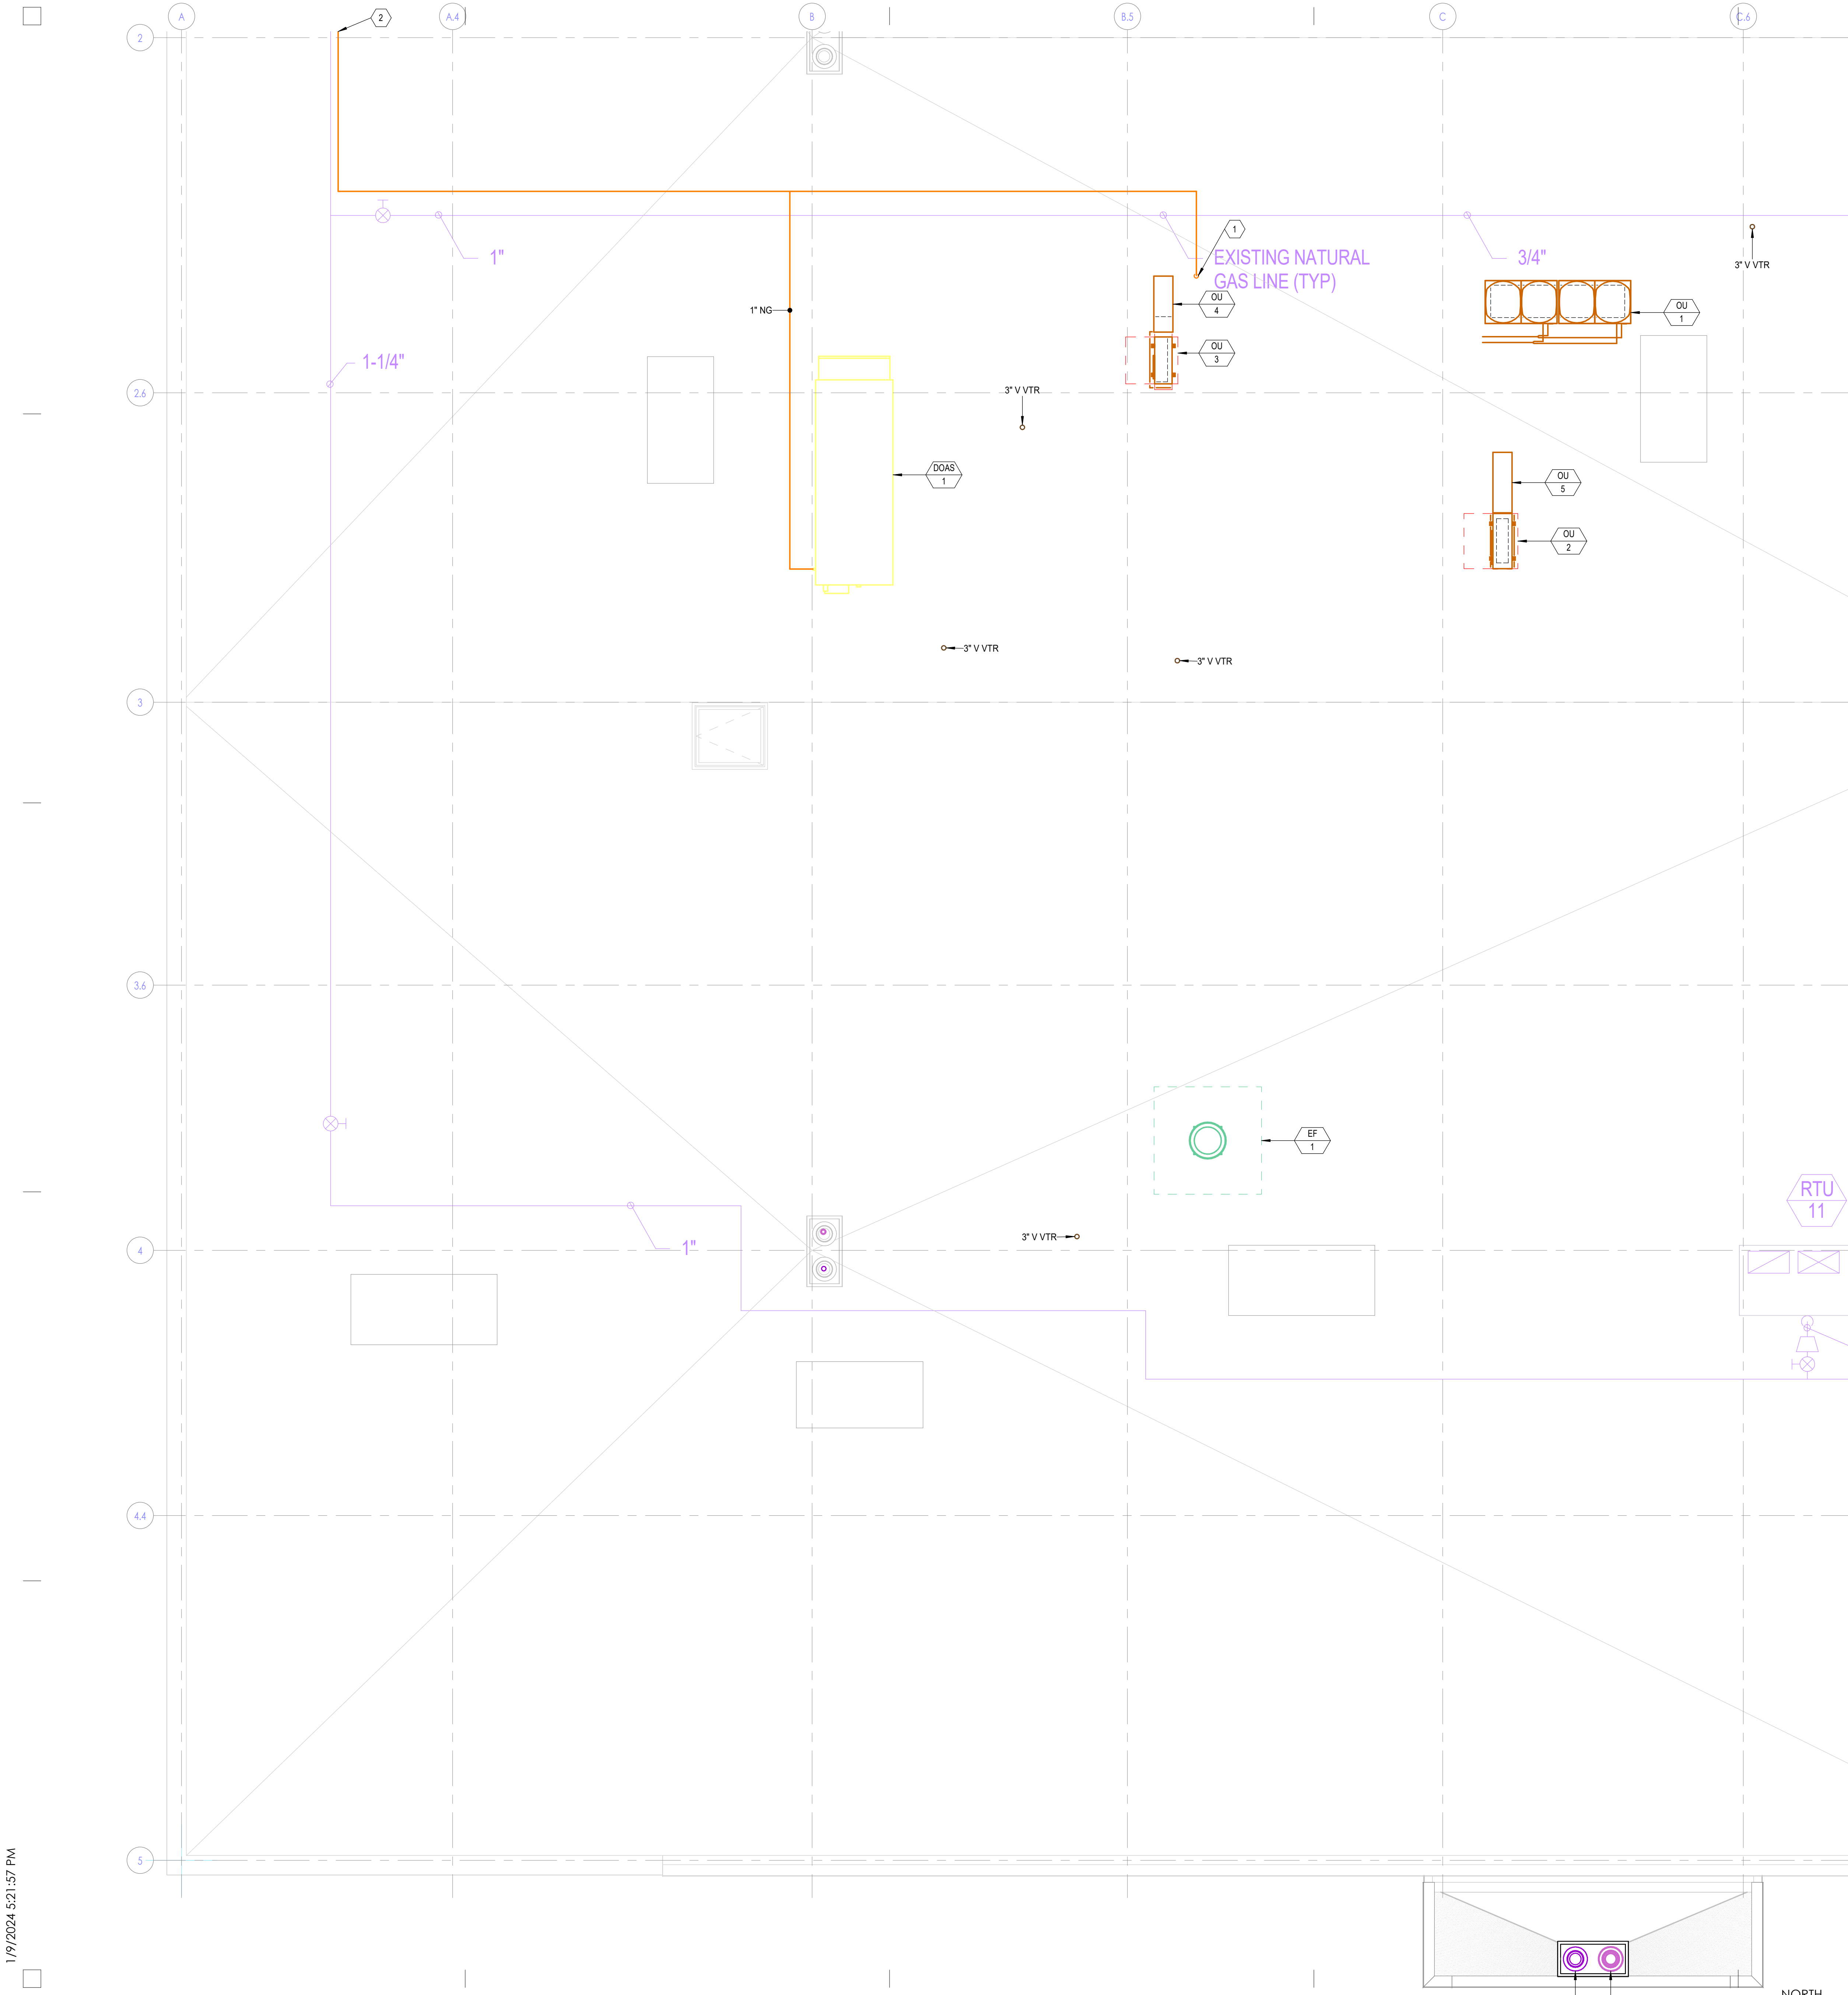 A
A.4
B
B.5
C
C.6
2
2
1
EXISTING NATURAL
GAS LINE (TYP)
1"
3/4"
3" V VTR
OU
4
OU
1
1" NG
OU
3
1-1/4"
2.6
3" V VTR
DOAS
1
OU
5
OU
2
3" V VTR
3" V VTR
3
3.6
EF
1
RTU
11
3" V VTR
1"
4
4.4
5
1/9/2024 5:21:57 PM
NORTH